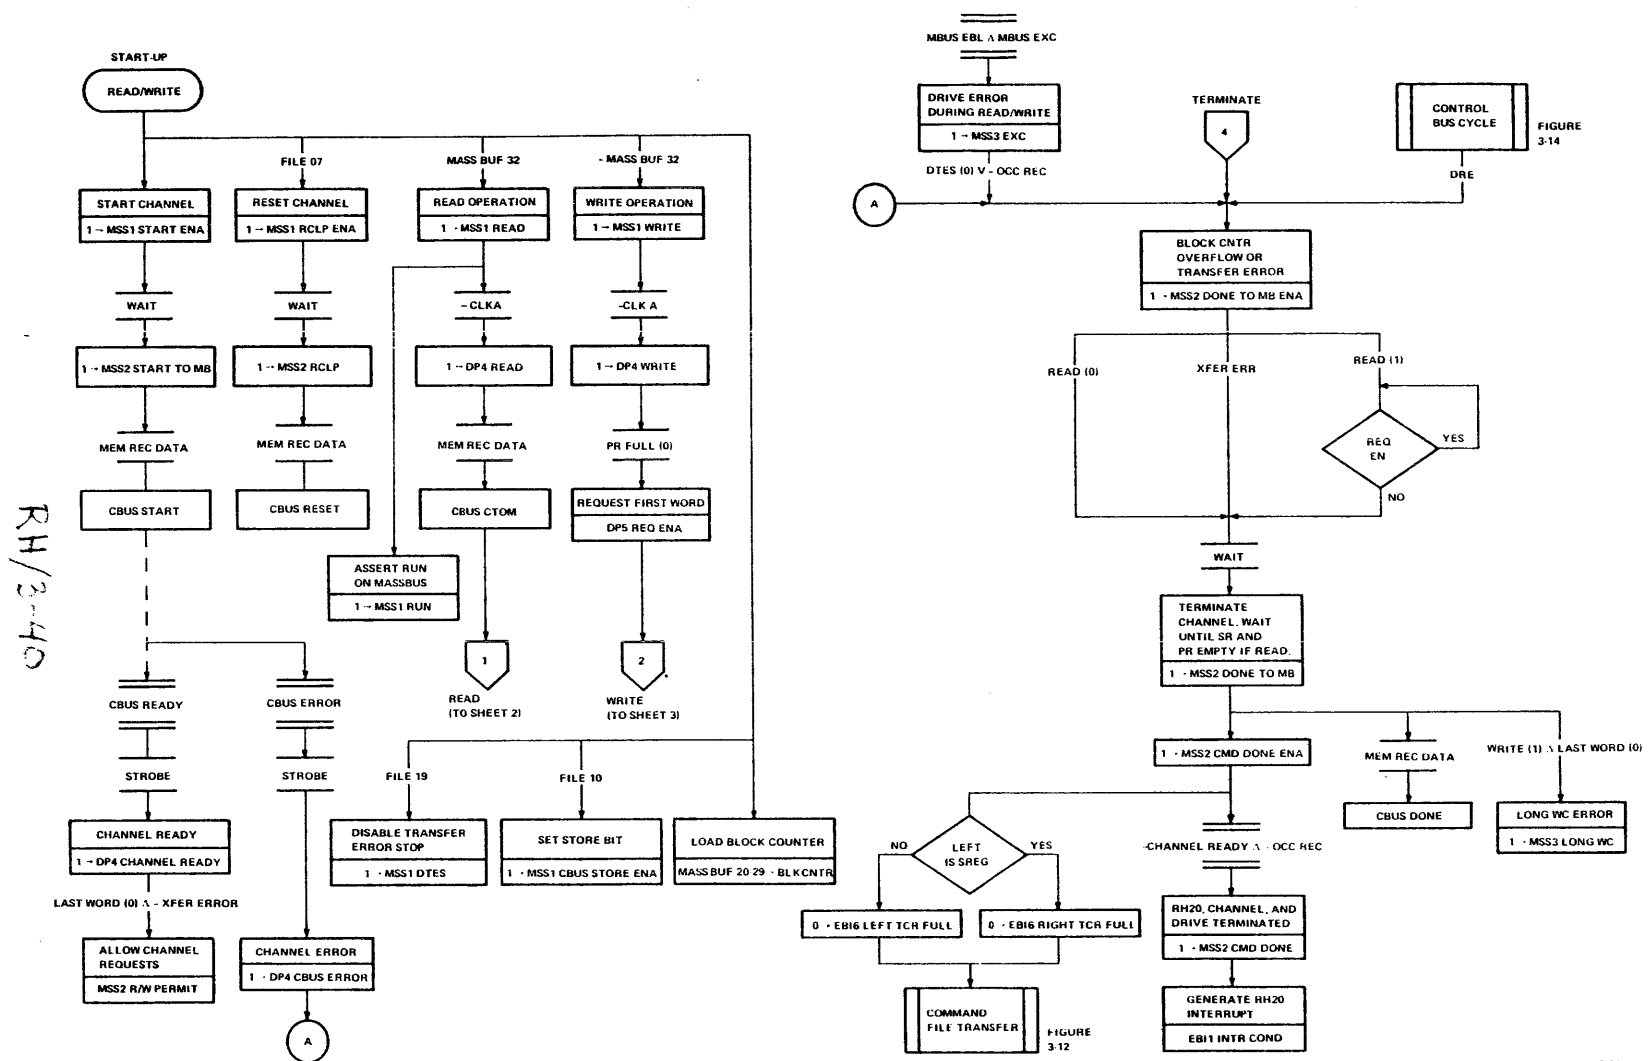 START-UP
READ/WRITE
FILE 07
MASS BUF 32
- MASS BUF 32
START CHANNEL
1 → MSS1 START ENA
RESET CHANNEL
1 → MSS1 RCLP ENA
READ OPERATION
1 → MSS1 READ
WRITE OPERATION
1 → MSS1 WRITE
WAIT
WAIT
- CLKA
-CLK A
1 → MSS2 START TO MB
1 → MSS2 RCLP
1 → DP4 READ
1 → DP4 WRITE
MEM REC DATA
MEM REC DATA
MEM REC DATA
PR FULL (0)
CBUS START
CBUS RESET
CBUS CTOM
REQUEST FIRST WORD
DP5 REQ ENA
ASSERT RUN
ON MASSBUS
1 → MSS1 RUN
1
READ
(TO SHEET 2)
2
WRITE
(TO SHEET 3)
CBUS READY
CBUS ERROR
STROBE
STROBE
FILE 19
FILE 10
CHANNEL READY
1 → DP4 CHANNEL READY
DISABLE TRANSFER
ERROR STOP
1 → MSS1 DTES
SET STORE BIT
1 → MSS1 CBUS STORE ENA
LOAD BLOCK COUNTER
MASS BUF 20-29 → BLKCNTR
LAST WORD (0) Λ - XFER ERROR
ALLOW CHANNEL
REQUESTS
MSS2 R/W PERMIT
CHANNEL ERROR
1 → DP4 CBUS ERROR
A
RH/3-40
MBUS EBL Λ MBUS EXC
DRIVE ERROR
DURING READ/WRITE
1 → MSS3 EXC
DTES (0) V - OCC REC
TERMINATE
4
CONTROL
BUS CYCLE
FIGURE
3-14
DRE
A
BLOCK CNTR
OVERFLOW OR
TRANSFER ERROR
1 → MSS2 DONE TO MB ENA
READ (0)
XFER ERR
READ (1)
REQ
EN
YES
NO
WAIT
TERMINATE
CHANNEL. WAIT
UNTIL SR AND
PR EMPTY IF READ.
1 → MSS2 DONE TO MB
1 → MSS2 CMD DONE ENA
MEM REC DATA
WRITE (1) Λ LAST WORD (0)
CBUS DONE
LONG WC ERROR
1 → MSS3 LONG WC
NO
LEFT
IS SREG
YES
-CHANNEL READY Λ - OCC REC
0 → EBI6 LEFT TCR FULL
0 → EBI6 RIGHT TCR FULL
RH20, CHANNEL, AND
DRIVE TERMINATED
1 → MSS2 CMD DONE
COMMAND
FILE TRANSFER
FIGURE
3-12
GENERATE RH20
INTERRUPT
EBI1 INTR COND